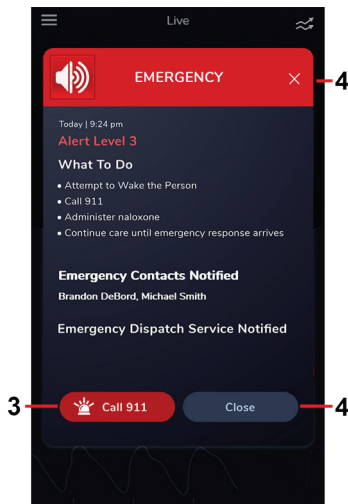 Live
EMERGENCY
4
Today | 9:24 pm
Alert Level 3
What To Do
• Attempt to Wake the Person
• Call 911
• Administer naloxone
• Continue care until emergency response arrives
Emergency Contacts Notified
Brandon DeBord, Michael Smith
Emergency Dispatch Service Notified
3
Call 911
Close
4